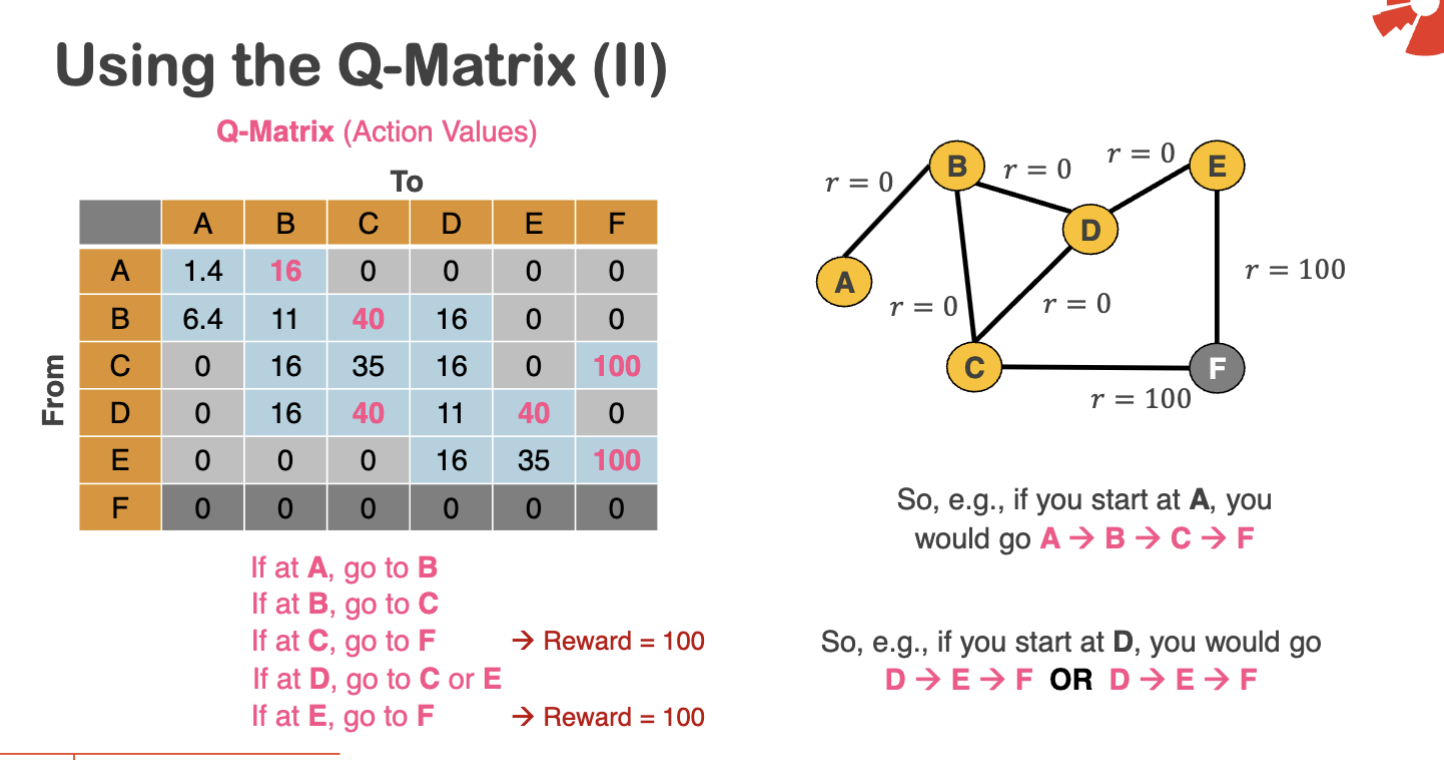 Using the Q-Matrix (II)
Q-Matrix (Action Values)
To
A B C D E F
From
A 1.4 16 0 0 0 0
B 6.4 11 40 16 0 0
C 0 16 35 16 0 100
D 0 16 40 11 40 0
E 0 0 0 16 35 100
F 0 0 0 0 0 0
If at A, go to B
If at B, go to C
If at C, go to F → Reward = 100
If at D, go to C or E
If at E, go to F → Reward = 100
r = 0
B
r = 0
r = 0
E
D
A
r = 0
r = 0
r = 100
C
F
r = 100
So, e.g., if you start at A, you
would go A → B → C → F
So, e.g., if you start at D, you would go
D → E → F OR D → E → F